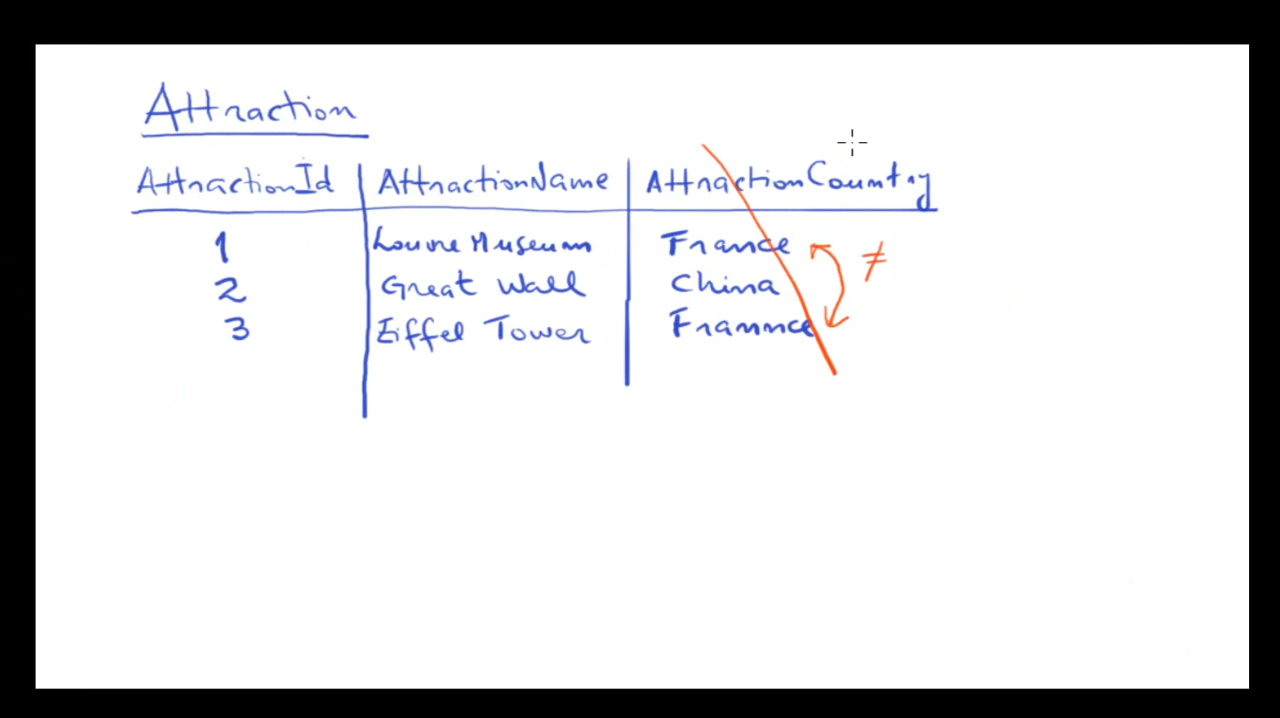 Attraction
AttractionId AttractionName AttractionCountry
1 Louvre Museum France
2 Great Wall China
3 Eiffel Tower Frannce
≠